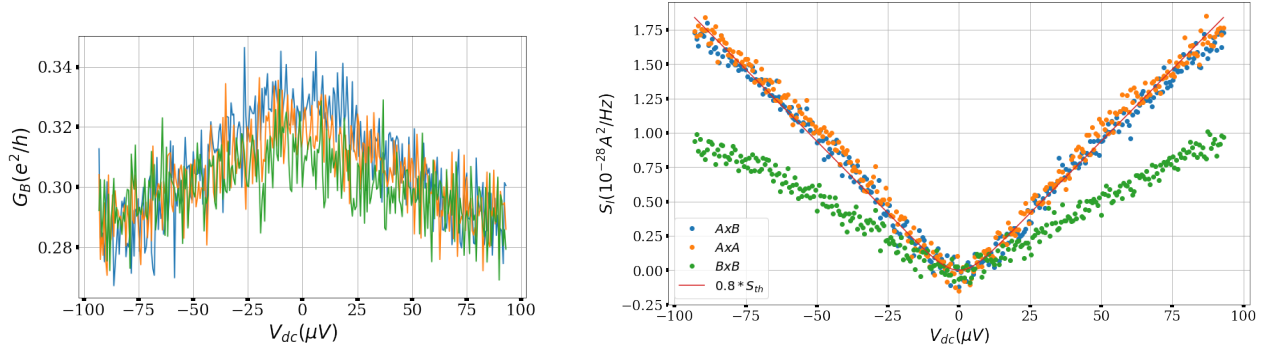 0.34
0.32
0.30
0.28
G_B(e²/h)
−100 −75 −50 −25 0 25 50 75 100
V_dc(μV)
1.75
1.50
1.25
1.00
0.75
0.50
0.25
0.00
−0.25
S_I(10⁻²⁸A²/Hz)
AxB
AxA
BxB
0.8*S_th
−100 −75 −50 −25 0 25 50 75 100
V_dc(μV)